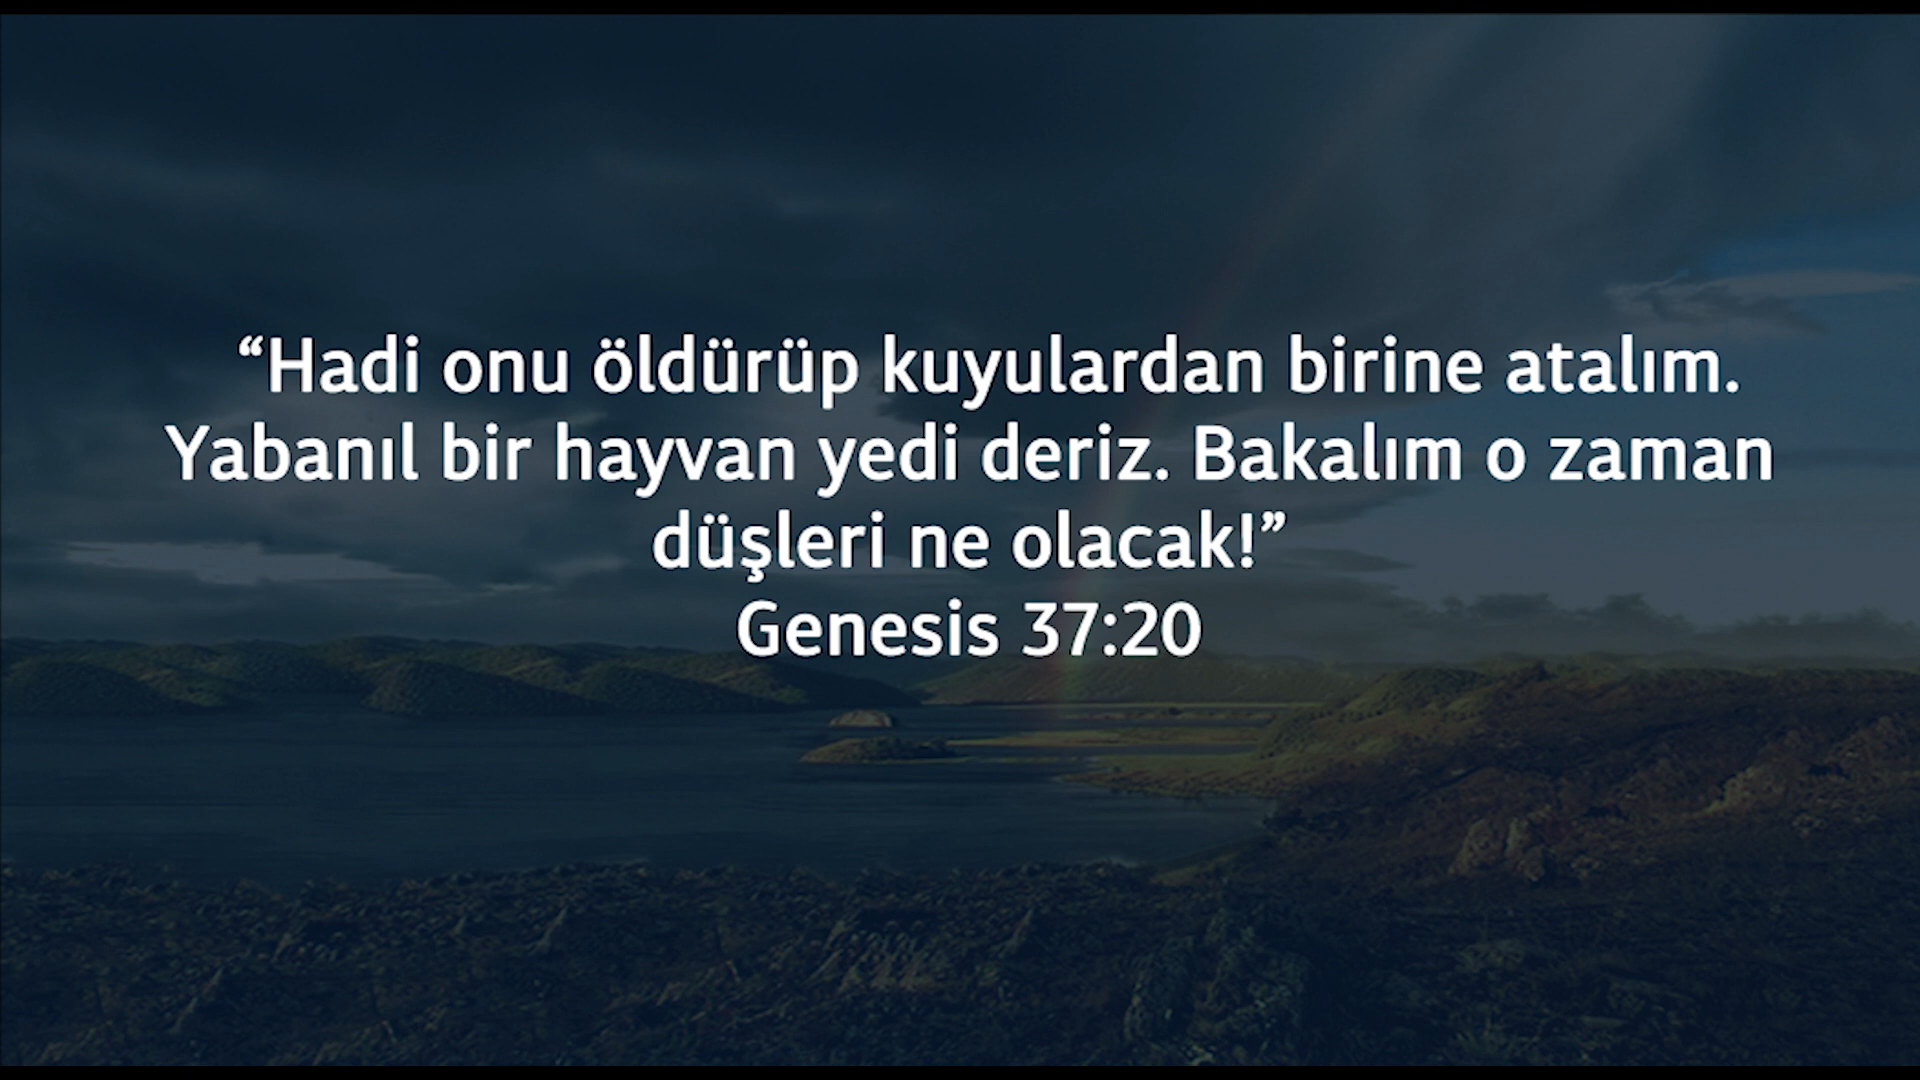 “Hadi onu öldürüp kuyulardan birine atalım.
Yabanıl bir hayvan yedi deriz. Bakalım o zaman
düşleri ne olacak!”
Genesis 37:20